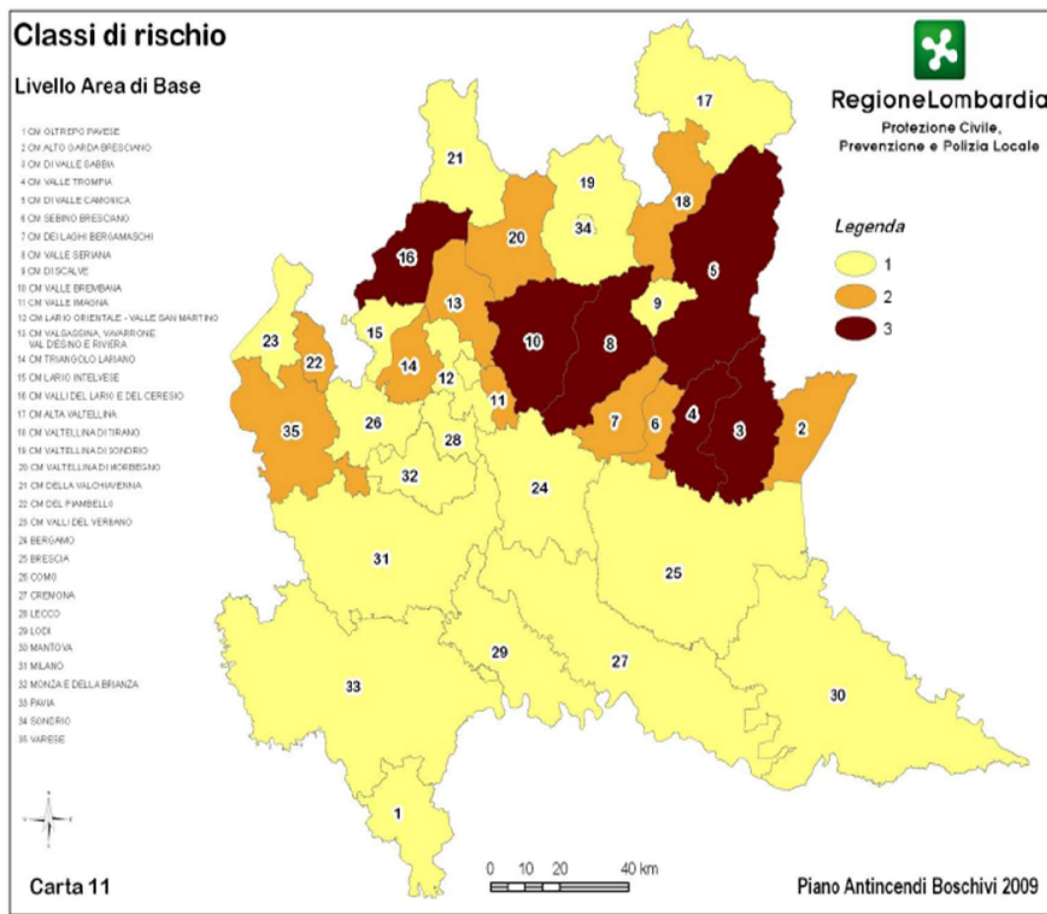 Classi di rischio
Livello Area di Base
1 CM OLTREPO PAVESE
2 CM ALTO GARDA BRESCIANO
3 CM DI VALLE SABBIA
4 CM VALLE TROMPIA
5 CM DI VALLE CAMONICA
6 CM SEBINO BRESCIANO
7 CM DEI LAGHI BERGAMASCHI
8 CM VALLE SERIANA
9 CM DI SCALVE
10 CM VALLE BREMBANA
11 CM VALLE IMAGNA
12 CM LARIO ORIENTALE - VALLE SAN MARTINO
13 CM VALSASSINA, VAVARRONE
VAL D'ESINO E RIVIERA
14 CM TRIANGOLO LARIANO
15 CM LARIO INTELVESE
16 CM VALLI DEL LARIO E DEL CERESIO
17 CM ALTA VALTELLINA
18 CM VALTELLINA DI TIRANO
19 CM VALTELLINA DI SONDRIO
20 CM VALTELLINA DI MORBEGNO
21 CM DELLA VALCHIAVENNA
22 CM DEL PIAMBELLO
23 CM VALLI DEL VERBANO
24 BERGAMO
25 BRESCIA
26 COMO
27 CREMONA
28 LECCO
29 LODI
30 MANTOVA
31 MILANO
32 MONZA E DELLA BRIANZA
33 PAVIA
34 SONDRIO
35 VARESE
RegioneLombardia
Protezione Civile,
Prevenzione e Polizia Locale
Legenda
1
2
3
17
21
19
18
34
20
16
5
9
13
23
15
10
8
22
14
12
11
7
6
4
3
2
35
26
28
32
24
31
25
29
27
33
30
1
0 10 20 40 km
Carta 11
Piano Antincendi Boschivi 2009